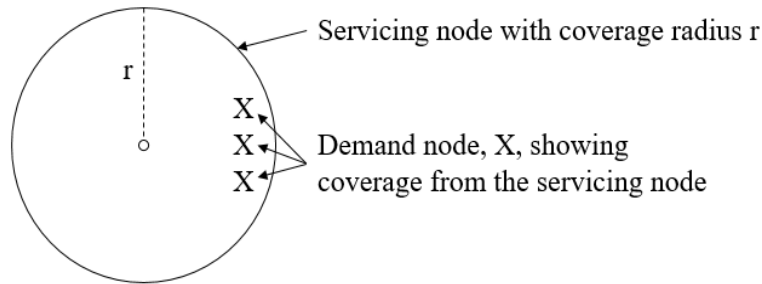 Servicing node with coverage radius r
r
X
X
X
Demand node, X, showing
coverage from the servicing node